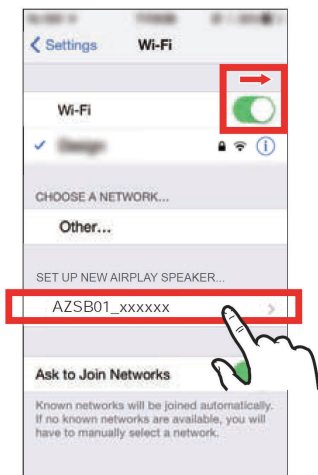 Settings Wi-Fi
Wi-Fi
CHOOSE A NETWORK...
Other...
SET UP NEW AIRPLAY SPEAKER...
AZSB01_xxxxxx
Ask to Join Networks
Known networks will be joined automatically.
If no known networks are available, you will
have to manually select a network.